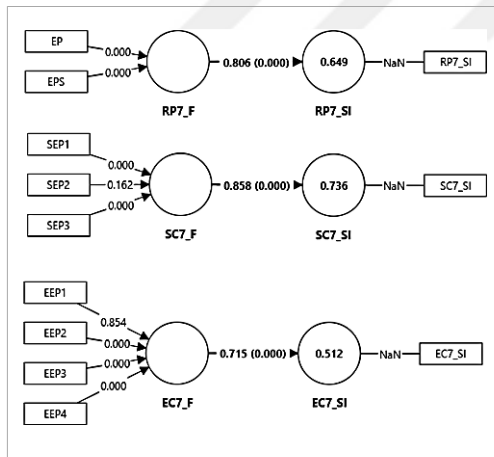 EP
0.000
EPS
0.000
0.806 (0.000)
0.649
NaN
RP7_SI
RP7_F
RP7_SI
SEP1
0.000
SEP2
0.162
SEP3
0.000
0.858 (0.000)
0.736
NaN
SC7_SI
SC7_F
SC7_SI
EEP1
0.854
EEP2
0.000
EEP3
0.000
EEP4
0.000
0.715 (0.000)
0.512
NaN
EC7_SI
EC7_F
EC7_SI